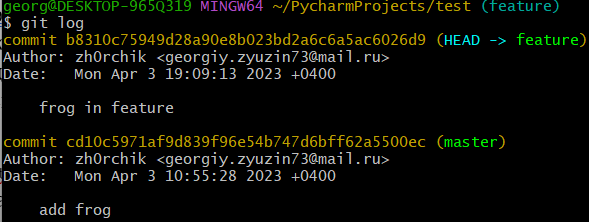 georg@DESKTOP-965Q319 MINGW64 ~/PycharmProjects/test (feature)
$ git log
commit b8310c75949d28a90e8b023bd2a6c6a5ac6026d9 (HEAD -> feature)
Author: zh0rchik <georgiy.zyuzin73@mail.ru>
Date:   Mon Apr 3 19:09:13 2023 +0400
    frog in feature
commit cd10c5971af9d839f96e54b747d6bff62a5500ec (master)
Author: zh0rchik <georgiy.zyuzin73@mail.ru>
Date:   Mon Apr 3 10:55:28 2023 +0400
    add frog